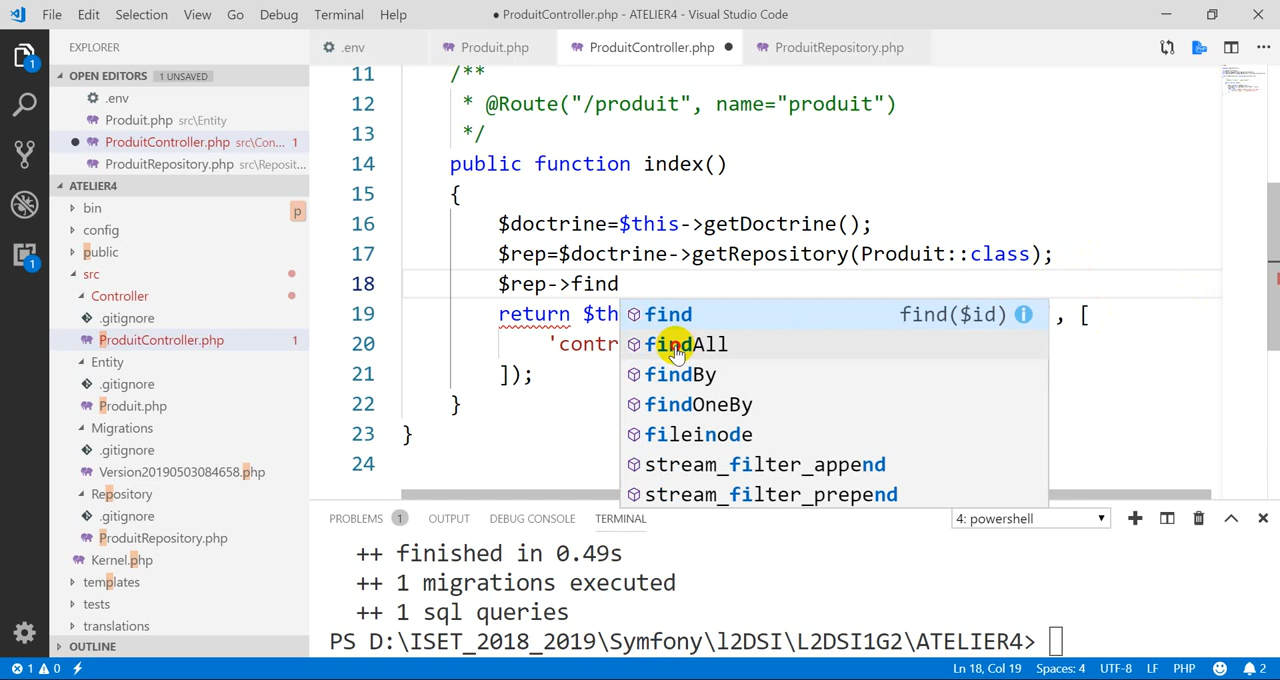 File Edit Selection View Go Debug Terminal Help
● ProduitController.php - ATELIER4 - Visual Studio Code
EXPLORER
OPEN EDITORS 1 UNSAVED
.env
Produit.php src\Entity
ProduitController.php src\Con... 1
ProduitRepository.php src\Reposit...
ATELIER4
bin
config
public
src
Controller
.gitignore
ProduitController.php 1
Entity
.gitignore
Produit.php
Migrations
.gitignore
Version20190503084658.php
Repository
.gitignore
ProduitRepository.php
Kernel.php
templates
tests
translations
OUTLINE
1
1
p
.env Produit.php ProduitController.php ProduitRepository.php
11 /**
12 * @Route("/produit", name="produit")
13 */
14 public function index()
15 {
16 $doctrine=$this->getDoctrine();
17 $rep=$doctrine->getRepository(Produit::class);
18 $rep->find
19 return $th , [
20 'contr
21 ]);
22 }
23 }
24
find find($id)
findAll
findBy
findOneBy
fileinode
stream_filter_append
stream_filter_prepend
PROBLEMS 1 OUTPUT DEBUG CONSOLE TERMINAL 4: powershell
++ finished in 0.49s
++ 1 migrations executed
++ 1 sql queries
PS D:\ISET_2018_2019\Symfony\l2DSI\L2DSI1G2\ATELIER4>
1 0 Ln 18, Col 19 Spaces: 4 UTF-8 LF PHP 2